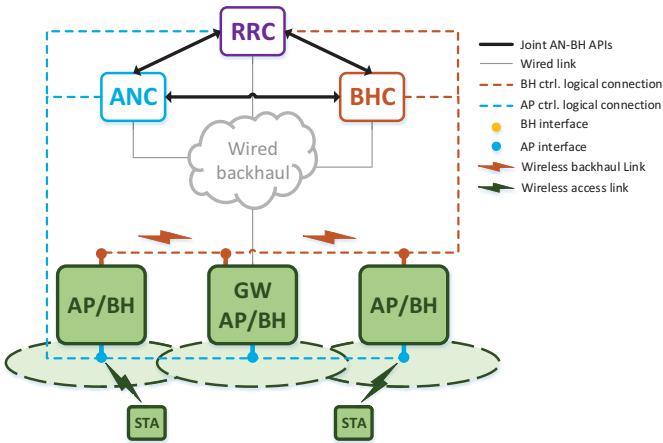 RRC
ANC
BHC
Wired
backhaul
AP/BH
GW
AP/BH
AP/BH
STA
STA
Joint AN-BH APIs
Wired link
BH ctrl. logical connection
AP ctrl. logical connection
BH interface
AP interface
Wireless backhaul Link
Wireless access link